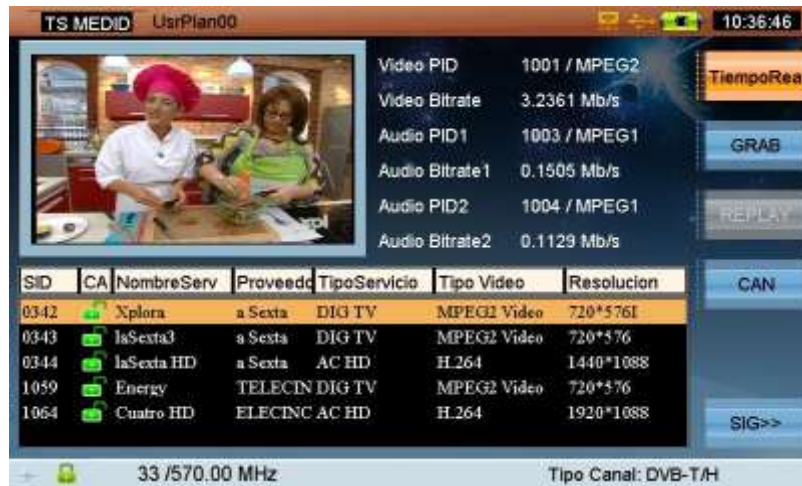 TS MEDID UsrPlan00 10:36:46
Video PID 1001 / MPEG2
Video Bitrate 3.2361 Mb/s
Audio PID1 1003 / MPEG1
Audio Bitrate1 0.1505 Mb/s
Audio PID2 1004 / MPEG1
Audio Bitrate2 0.1129 Mb/s
TiempoRea
GRAB
REPLAY
CAN
SIG>>
SID CA NombreServ Proveedo TipoServicio Tipo Video Resolucion
0342 Xplora a Sexta DIG TV MPEG2 Video 720*576I
0343 laSexta3 a Sexta DIG TV MPEG2 Video 720*576
0344 laSexta HD a Sexta AC HD H.264 1440*1088
1059 Energy TELECIN DIG TV MPEG2 Video 720*576
1064 Cuatro HD ELECINC AC HD H.264 1920*1088
33 /570.00 MHz Tipo Canal: DVB-T/H